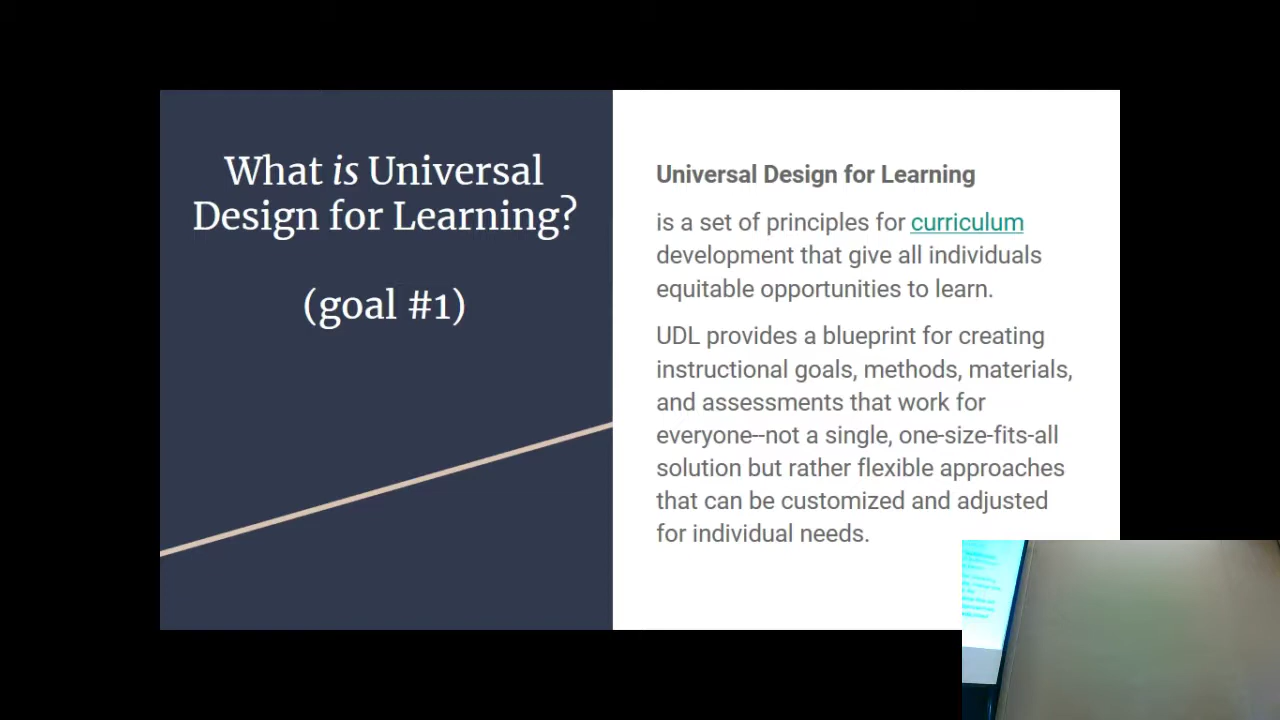 What is Universal
Design for Learning?
(goal #1)
Universal Design for Learning
is a set of principles for curriculum
development that give all individuals
equitable opportunities to learn.
UDL provides a blueprint for creating
instructional goals, methods, materials,
and assessments that work for
everyone--not a single, one-size-fits-all
solution but rather flexible approaches
that can be customized and adjusted
for individual needs.